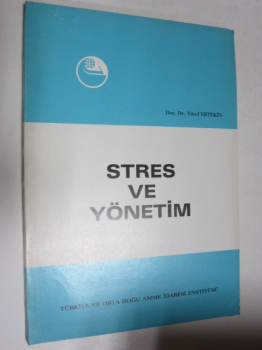 Doç. Dr. Yücel ERTEKİN
STRES
VE
YÖNETİM
TÜRKİYE VE ORTA DOĞU AMME İDARESİ ENSTİTÜSÜ